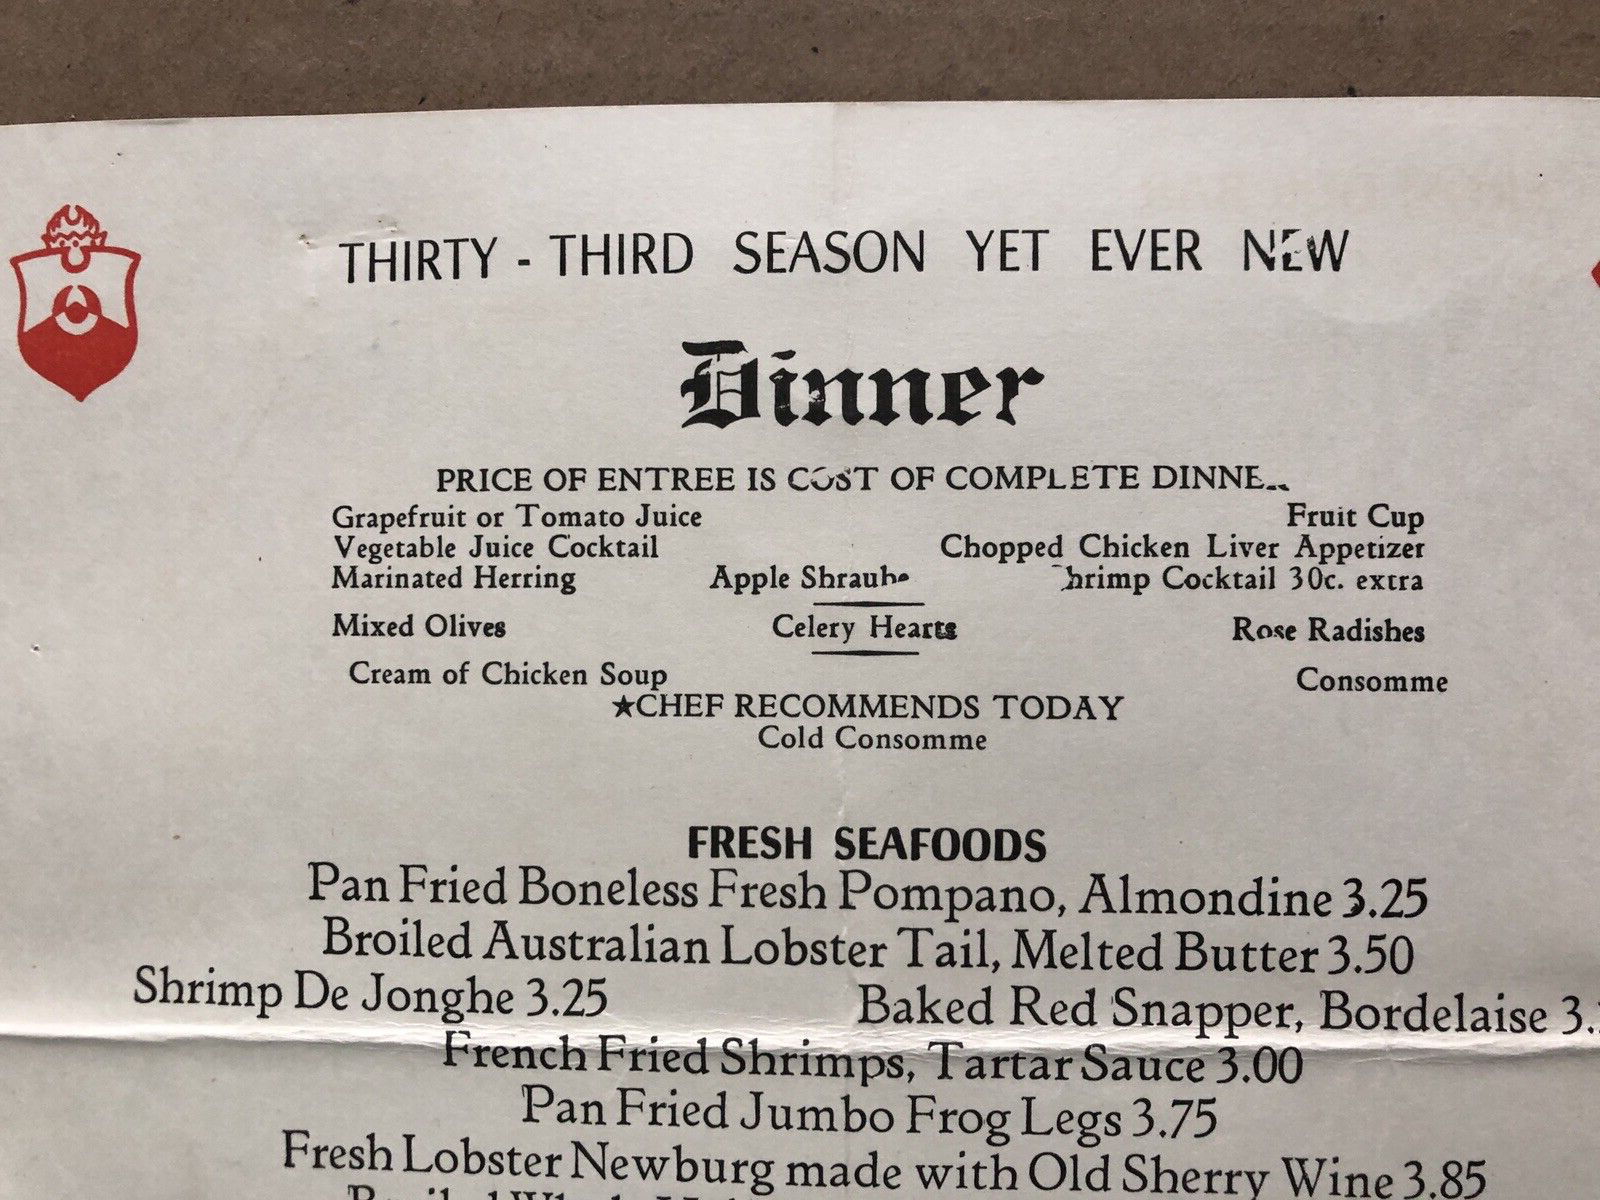 THIRTY - THIRD SEASON YET EVER NEW
Dinner
PRICE OF ENTREE IS COST OF COMPLETE DINNE
Grapefruit or Tomato Juice Fruit Cup
Vegetable Juice Cocktail Chopped Chicken Liver Appetizer
Marinated Herring Apple Shraube Shrimp Cocktail 30c. extra
Mixed Olives Celery Hearts Rose Radishes
Cream of Chicken Soup Consomme
★CHEF RECOMMENDS TODAY
Cold Consomme
FRESH SEAFOODS
Pan Fried Boneless Fresh Pompano, Almondine 3.25
Broiled Australian Lobster Tail, Melted Butter 3.50
Shrimp De Jonghe 3.25 Baked Red Snapper, Bordelaise 3.
French Fried Shrimps, Tartar Sauce 3.00
Pan Fried Jumbo Frog Legs 3.75
Fresh Lobster Newburg made with Old Sherry Wine 3.85